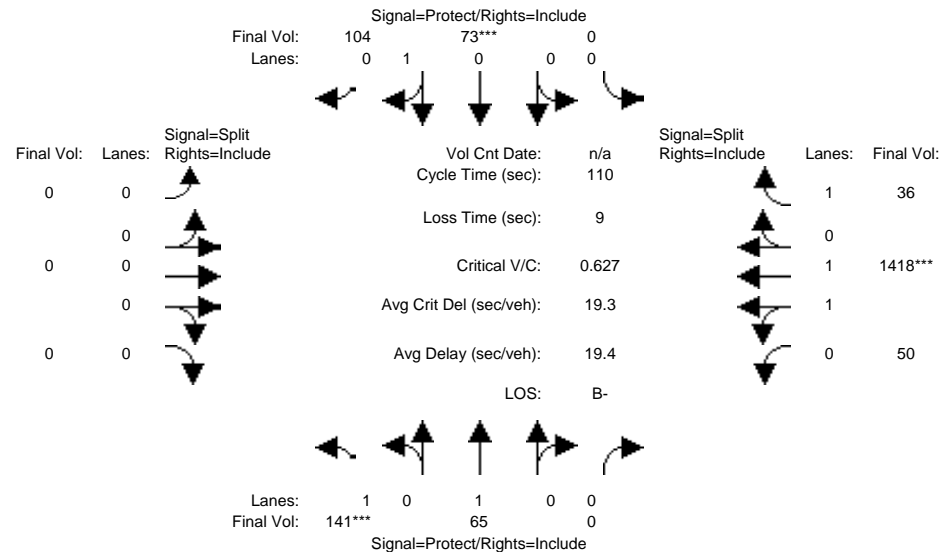 Signal=Protect/Rights=Include
Final Vol: 104 73*** 0
Lanes: 0 1 0 0 0
Signal=Split Signal=Split
Final Vol: Lanes: Rights=Include Vol Cnt Date: n/a Rights=Include Lanes: Final Vol:
Cycle Time (sec): 110
0 0 1 36
Loss Time (sec): 9
0 0
0 0 Critical V/C: 0.627 1 1418***
0 Avg Crit Del (sec/veh): 19.3 1
0 0 Avg Delay (sec/veh): 19.4 0 50
LOS: B-
Lanes: 1 0 1 0 0
Final Vol: 141*** 65 0
Signal=Protect/Rights=Include